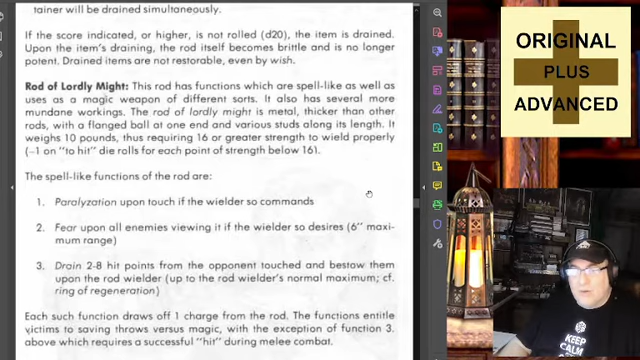 tainer will be drained simultaneously.
If the score indicated, or higher, is not rolled (d20), the item is drained.
Upon the item's draining, the rod itself becomes brittle and is no longer
potent. Drained items are not restorable, even by wish.
Rod of Lordly Might: This rod has functions which are spell-like as well as
uses as a magic weapon of different sorts. It also has several more
mundane workings. The rod of lordly might is metal, thicker than other
rods, with a flanged ball at one end and various studs along its length. It
weighs 10 pounds, thus requiring 16 or greater strength to wield properly
(–1 on "to hit" die rolls for each point of strength below 16).
The spell-like functions of the rod are:
1. Paralyzation upon touch if the wielder so commands
2. Fear upon all enemies viewing it if the wielder so desires (6" maxi-
mum range)
3. Drain 2-8 hit points from the opponent touched and bestow them
upon the rod wielder (up to the rod wielder's normal maximum; cf.
ring of regeneration)
Each such function draws off 1 charge from the rod. The functions entitle
victims to saving throws versus magic, with the exception of function 3.
above which requires a successful "hit" during melee combat.
ORIGINAL
PLUS
ADVANCED
KEEP
CALM